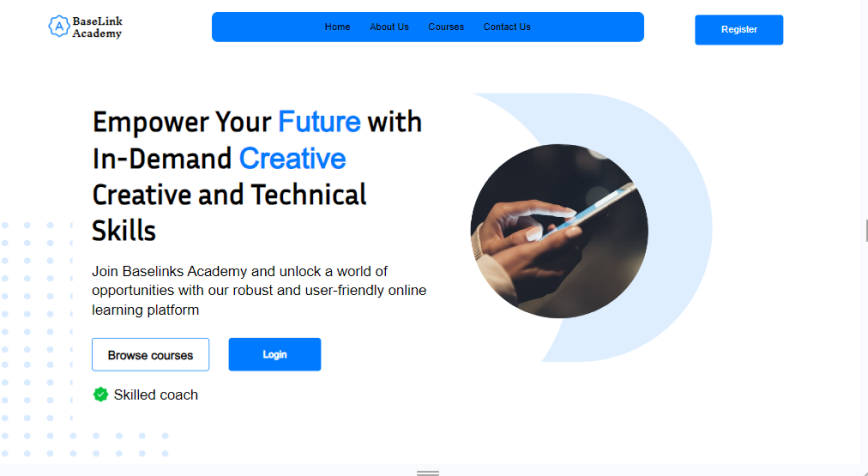 BaseLink
Academy
Home About Us Courses Contact Us
Register
Empower Your Future with
In-Demand Creative
Creative and Technical
Skills
Join Baselinks Academy and unlock a world of
opportunities with our robust and user-friendly online
learning platform
Browse courses Login
Skilled coach